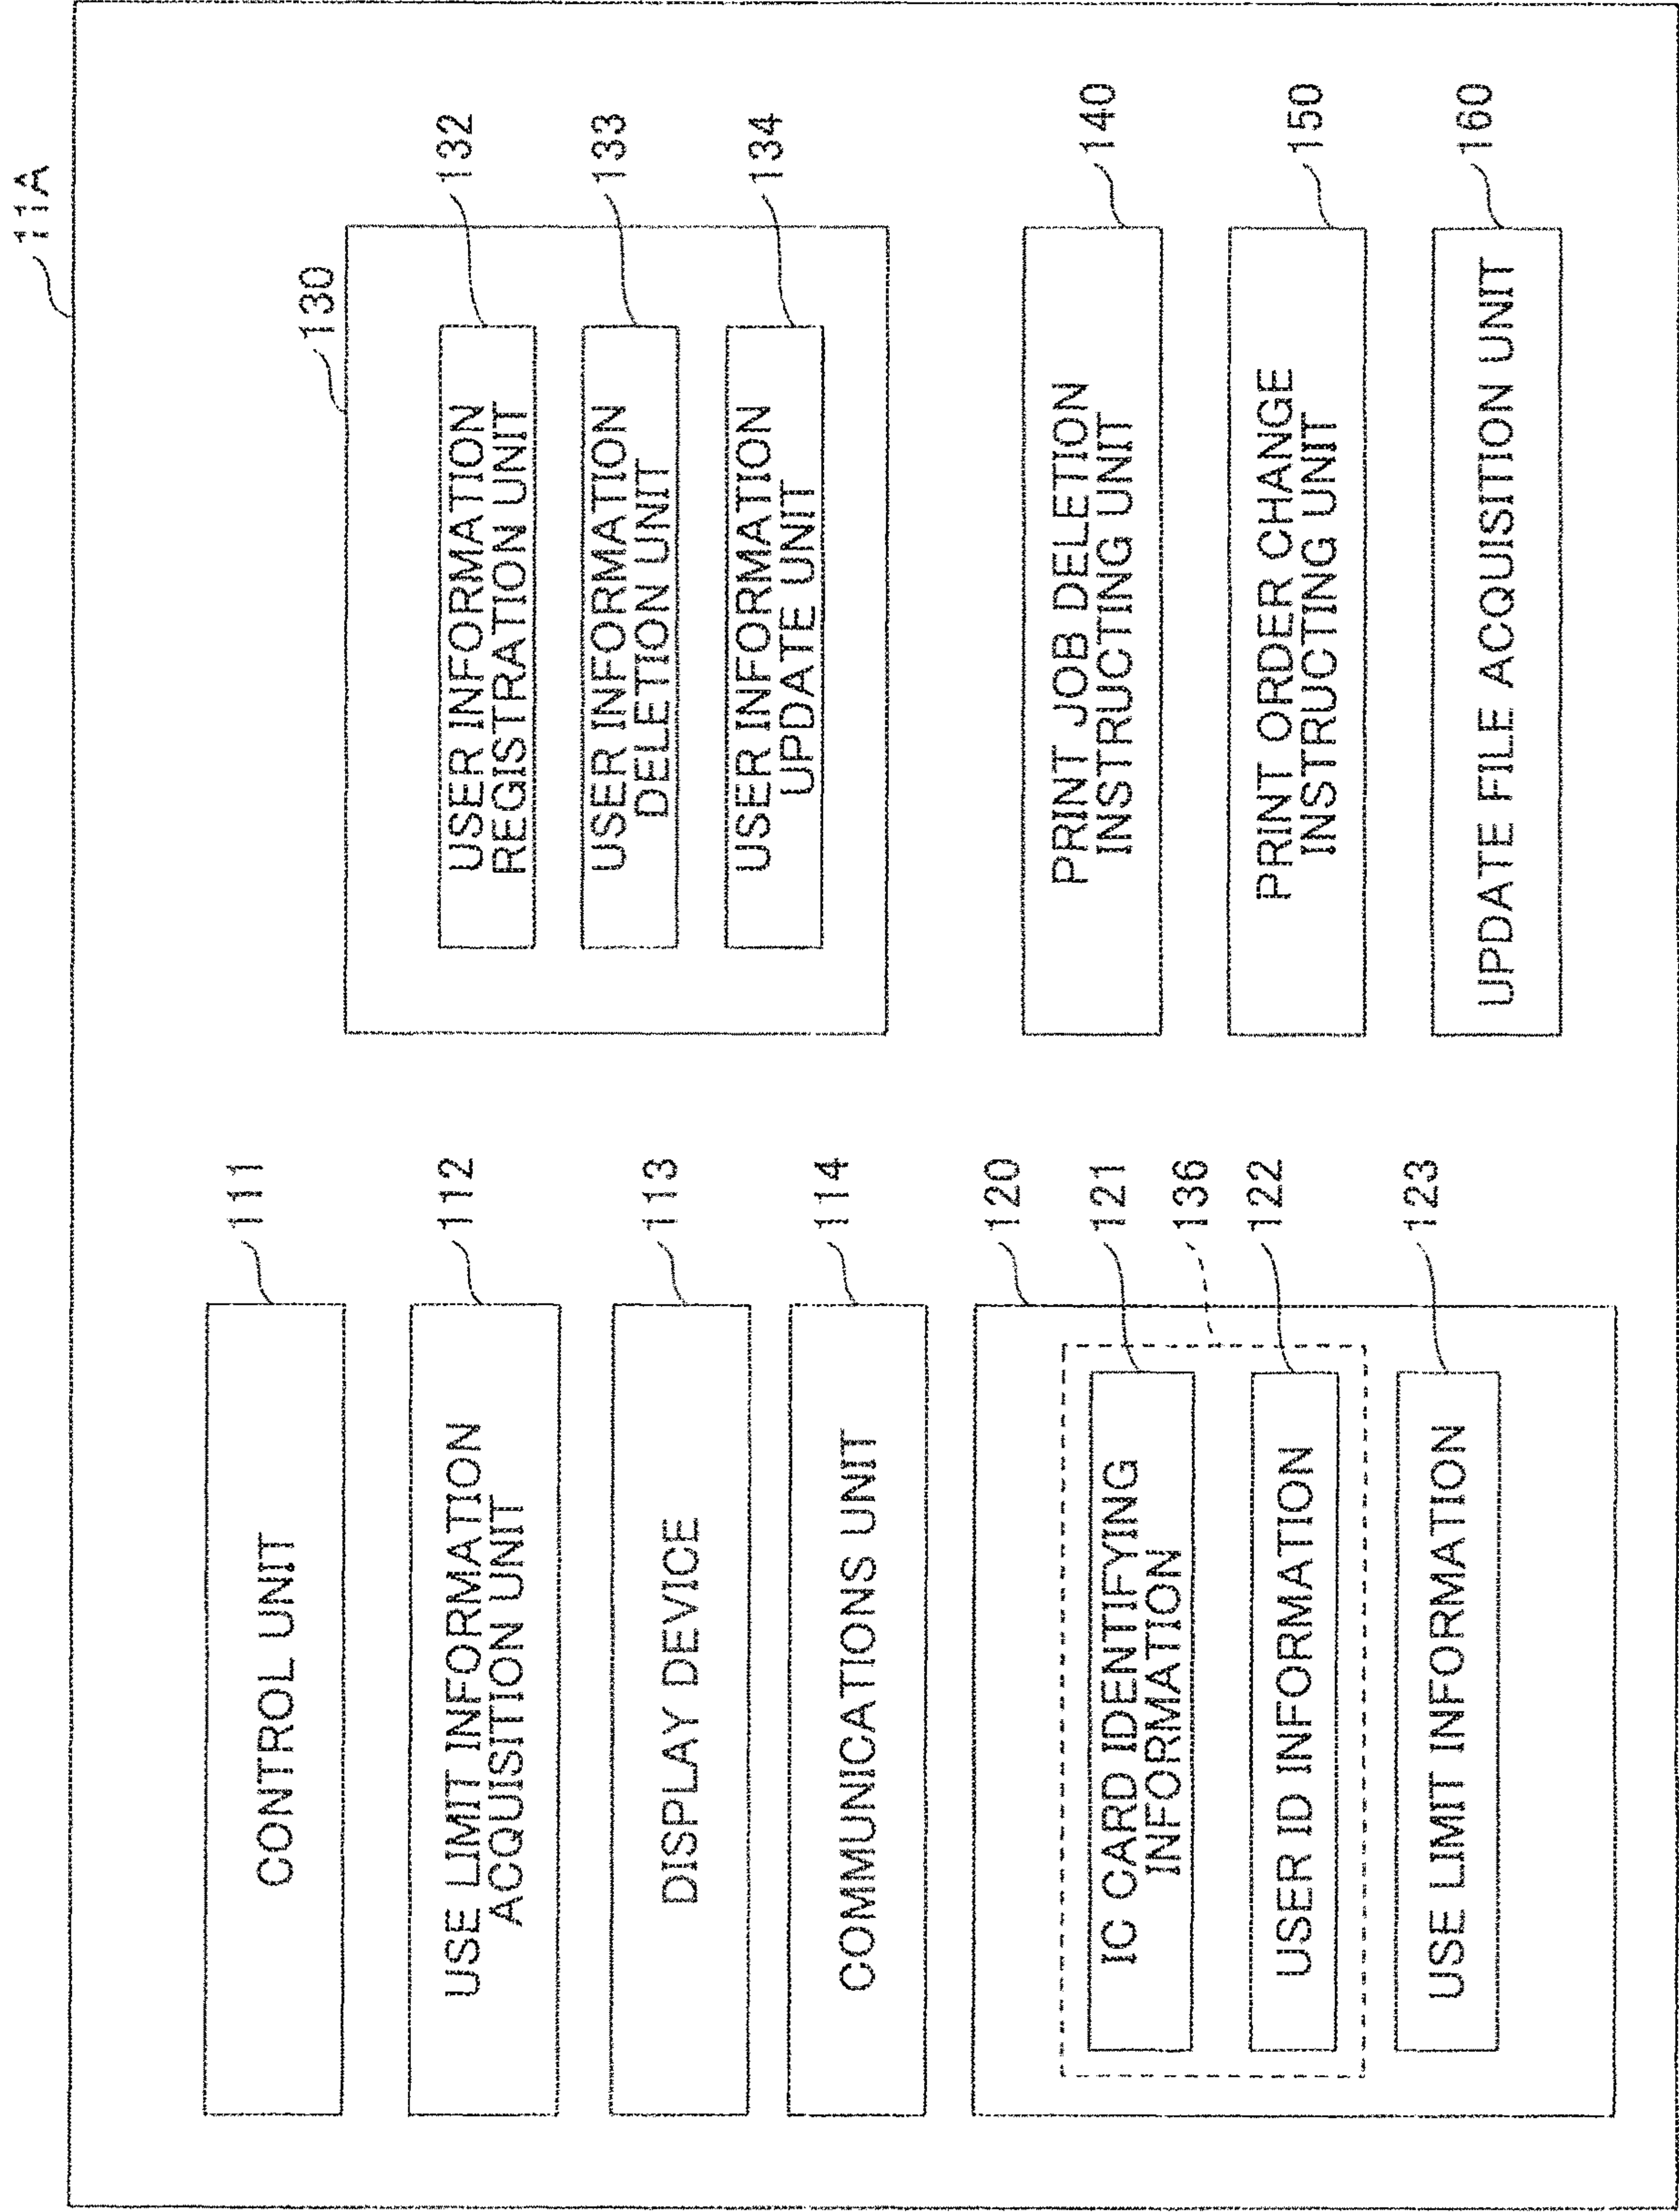 11A
111
CONTROL UNIT
112
USE LIMIT INFORMATION
ACQUISITION UNIT
113
DISPLAY DEVICE
114
COMMUNICATIONS UNIT
120
121
IC CARD IDENTIFYING
INFORMATION
136
122
USER ID INFORMATION
123
USE LIMIT INFORMATION
130
132
USER INFORMATION
REGISTRATION UNIT
133
USER INFORMATION
DELETION UNIT
134
USER INFORMATION
UPDATE UNIT
140
PRINT JOB DELETION
INSTRUCTING UNIT
150
PRINT ORDER CHANGE
INSTRUCTING UNIT
160
UPDATE FILE ACQUISITION UNIT